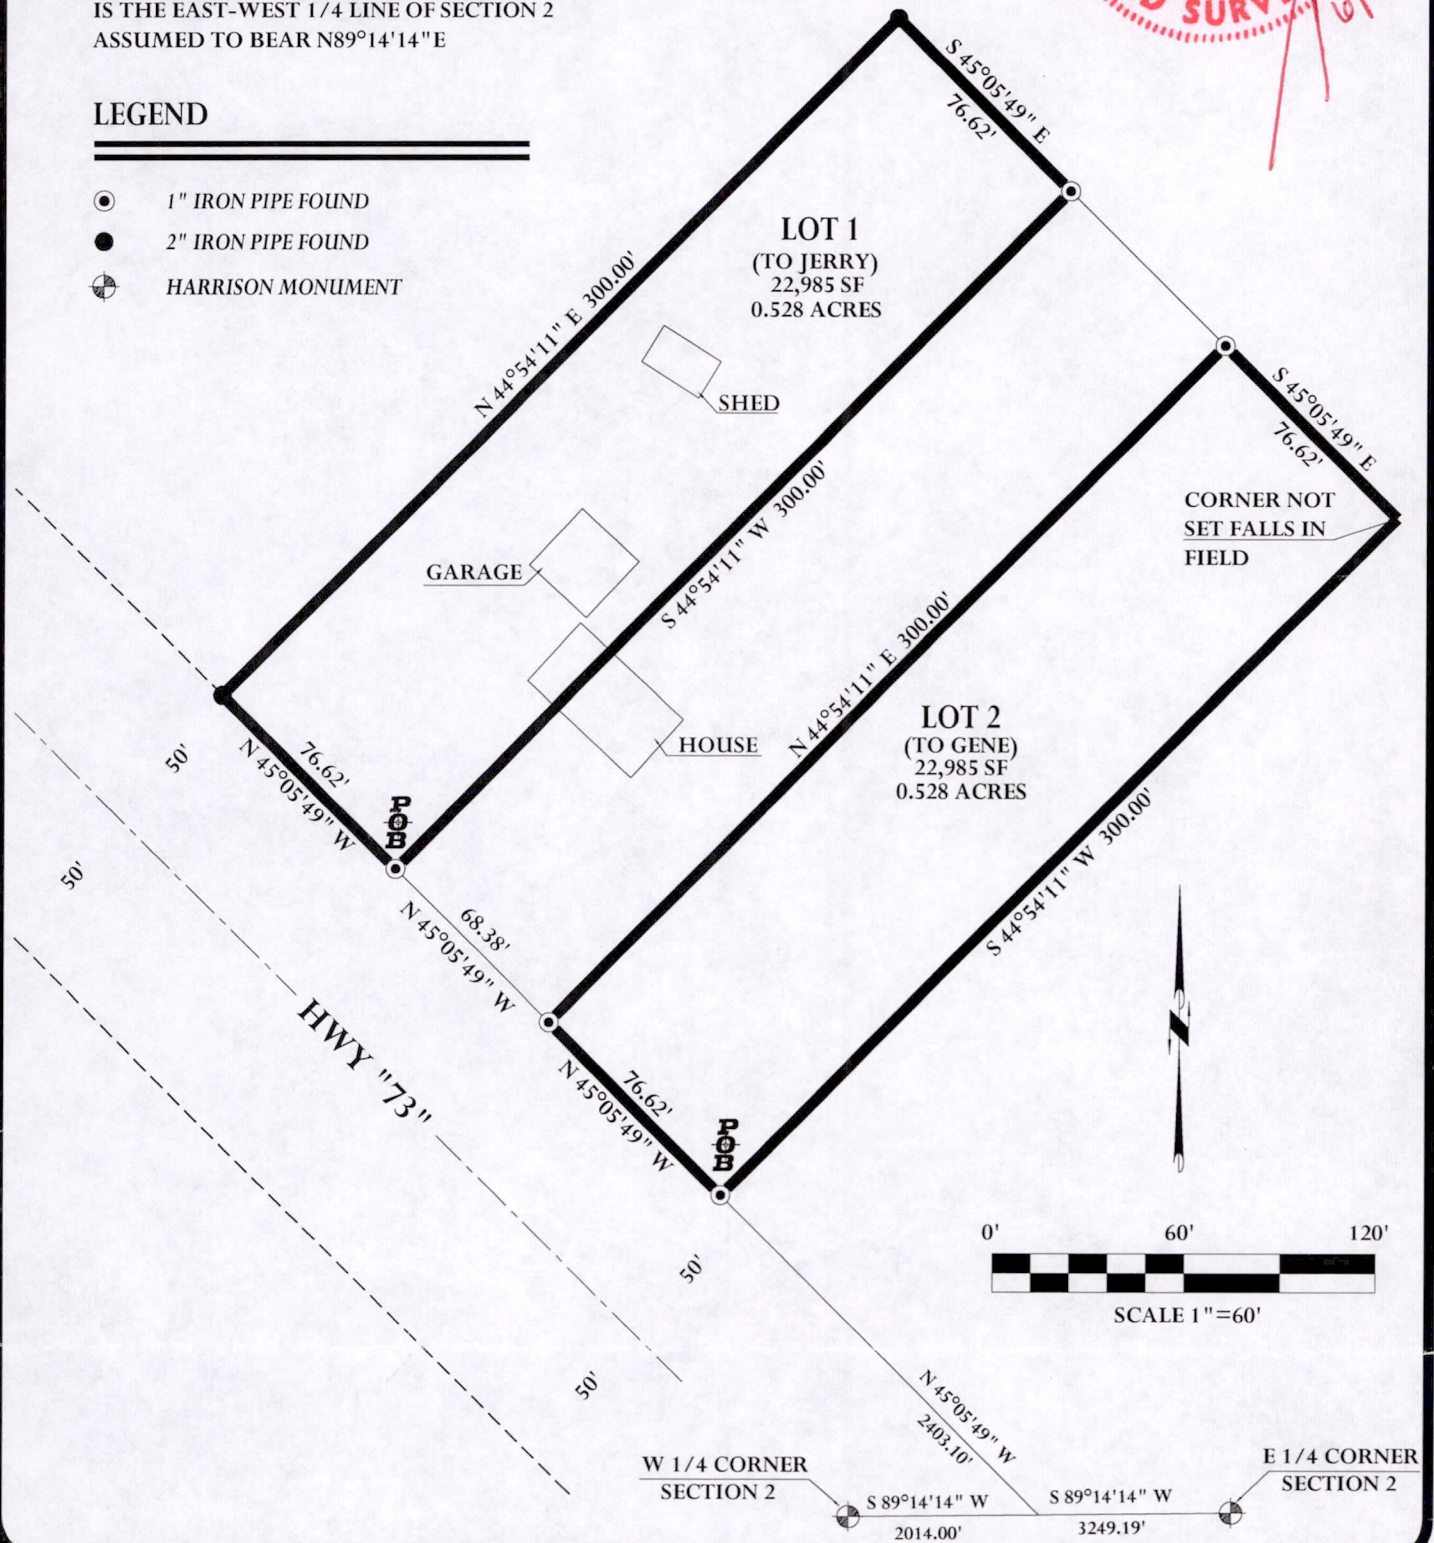 IS THE EAST-WEST 1/4 LINE OF SECTION 2
ASSUMED TO BEAR N89°14'14"E
LEGEND
1" IRON PIPE FOUND
2" IRON PIPE FOUND
HARRISON MONUMENT
SURV
S 45°05'49" E
76.62'
LOT 1
(TO JERRY)
22,985 SF
0.528 ACRES
N 44°54'11" E 300.00'
SHED
S 44°54'11" W 300.00'
GARAGE
HOUSE
S 45°05'49" E
76.62'
CORNER NOT
SET FALLS IN
FIELD
N 44°54'11" E 300.00'
LOT 2
(TO GENE)
22,985 SF
0.528 ACRES
S 44°54'11" W 300.00'
50'
76.62'
N 45°05'49" W
POB
50'
68.38'
N 45°05'49" W
HWY "73"
76.62'
N 45°05'49" W
POB
N
50'
50'
0' 60' 120'
SCALE 1"=60'
N 45°05'49" W
2403.10'
W 1/4 CORNER
SECTION 2
E 1/4 CORNER
SECTION 2
S 89°14'14" W
2014.00'
S 89°14'14" W
3249.19'